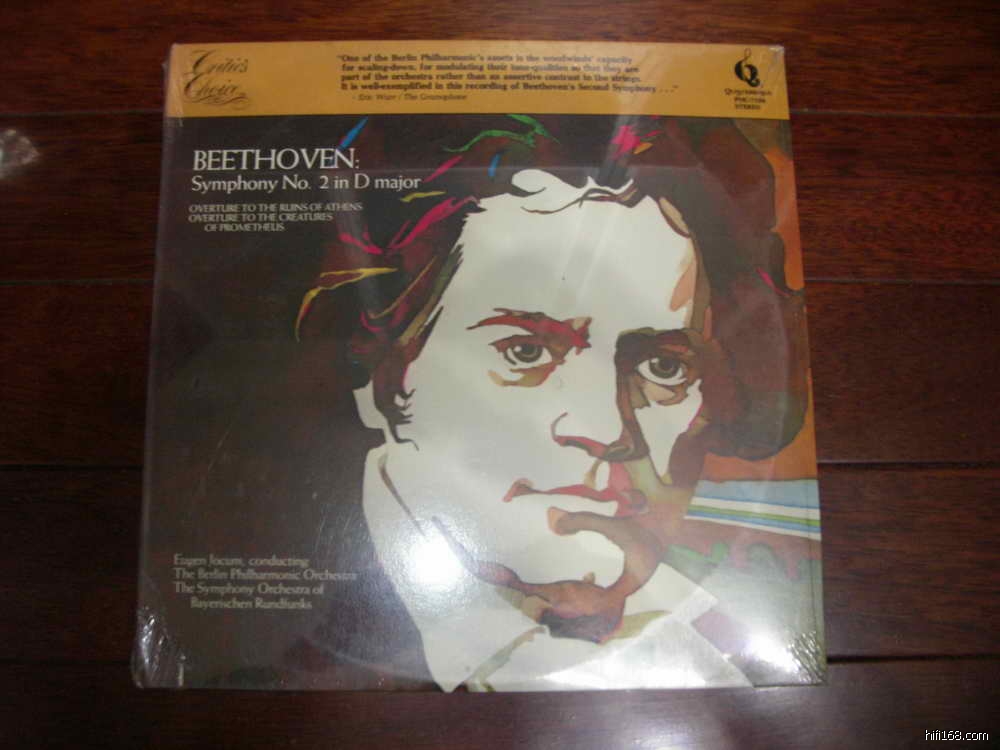 Critic's
Choice
"One of the Berlin Philharmonic's assets is the woodwinds' capacity
for scaling-down, for modulating their tone-qualities so that they are
part of the orchestra rather than an assertive contrast to the strings.
It is well-exemplified in this recording of Beethoven's Second Symphony . . ."
The Gramophone
Quintessence
STEREO
BEETHOVEN:
Symphony No. 2 in D major
OVERTURE TO THE RUINS OF ATHENS
OVERTURE TO THE CREATURES
OF PROMETHEUS
Eugen Jochum, conducting
The Berlin Philharmonic Orchestra
The Symphony Orchestra of
Bayerischen Rundfunks
hifi168.com